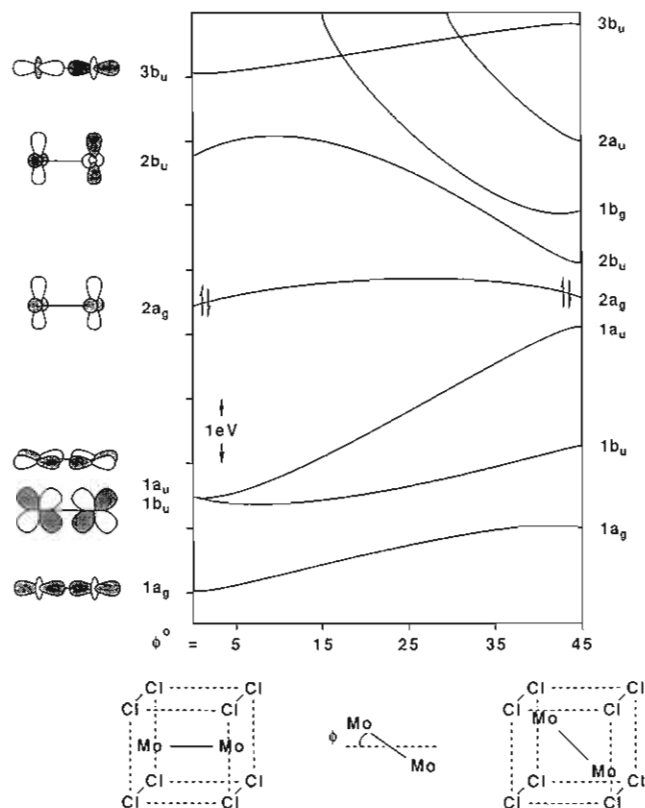 3bu
3bu
2bu
2au
1bg
2bu
2ag
2ag
1au
1eV
1bu
1au
1bu
1ag
1ag
ϕ° = 5 15 25 35 45
Cl Cl Cl Cl
Cl Cl Cl Cl
Mo Mo
ϕ Mo
Mo
Mo
Mo
Cl Cl Cl Cl
Cl Cl Cl Cl